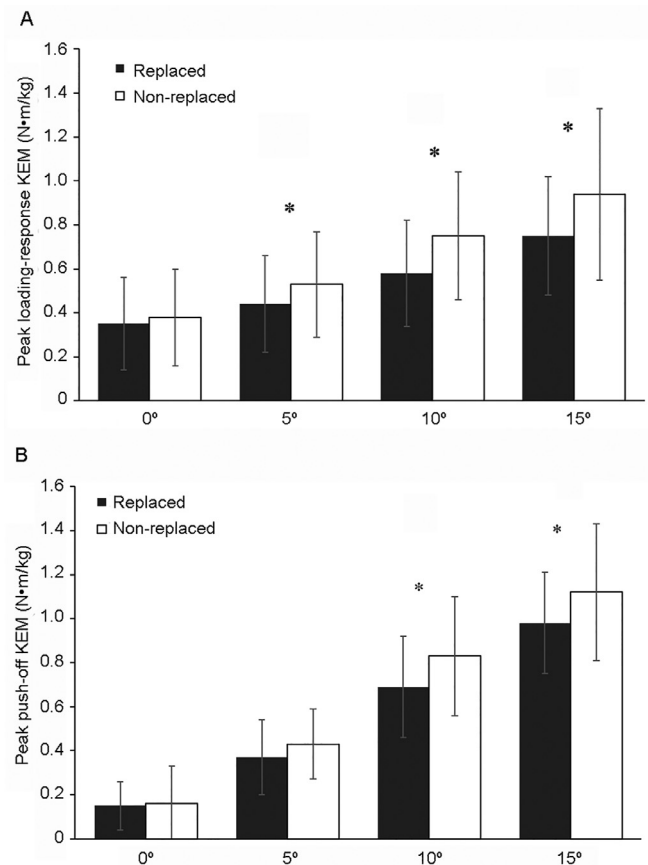 A
Peak loading-response KEM (N•m/kg)
1.6
1.4
1.2
1.0
0.8
0.6
0.4
0.2
0
Replaced
Non-replaced
*
*
*
0º
5º
10º
15º
B
Peak push-off KEM (N•m/kg)
1.6
1.4
1.2
1.0
0.8
0.6
0.4
0.2
0
Replaced
Non-replaced
*
*
0º
5º
10º
15º